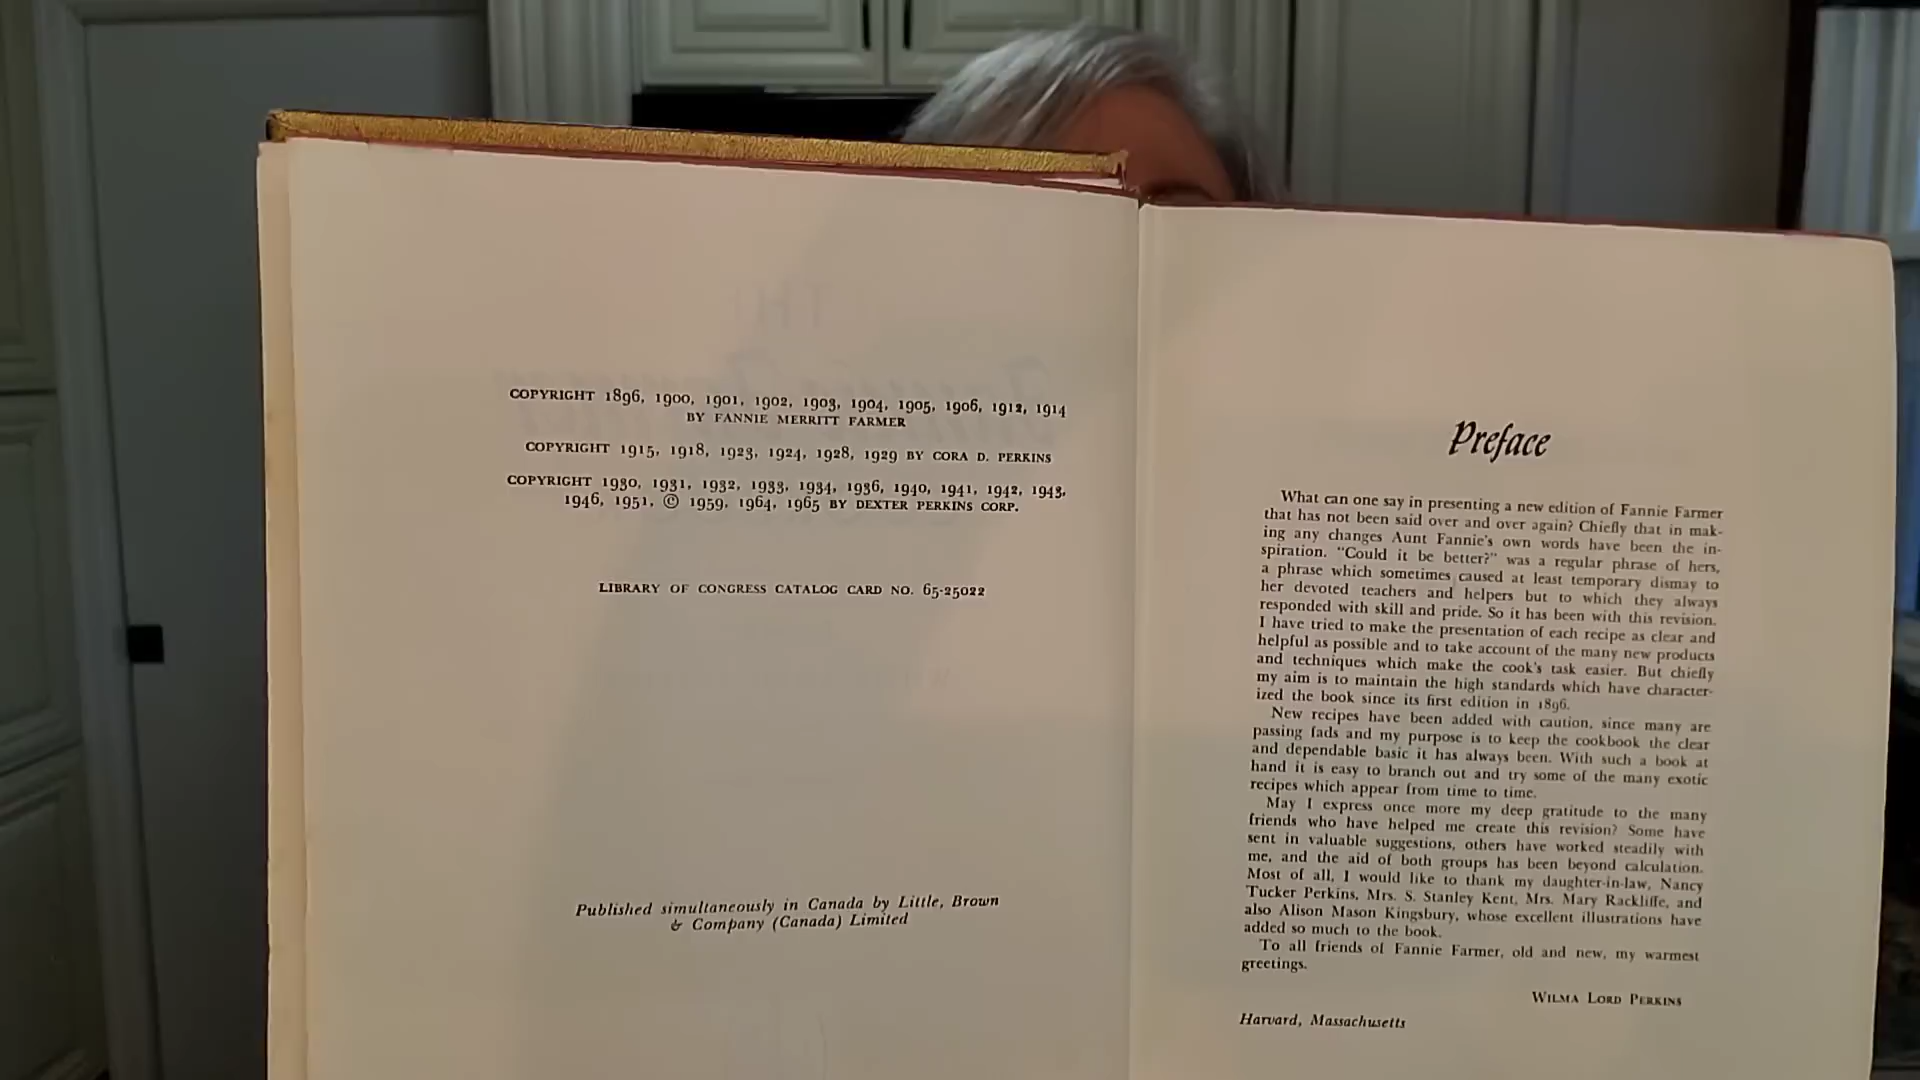 COPYRIGHT 1896, 1900, 1901, 1902, 1903, 1904, 1905, 1906, 1912, 1914
BY FANNIE MERRITT FARMER
COPYRIGHT 1915, 1918, 1923, 1924, 1928, 1929 BY CORA D. PERKINS
COPYRIGHT 1930, 1931, 1932, 1933, 1934, 1936, 1940, 1941, 1942, 1943,
1946, 1951, © 1959, 1964, 1965 BY DEXTER PERKINS CORP.
LIBRARY OF CONGRESS CATALOG CARD NO. 65-25022
Published simultaneously in Canada by Little, Brown
& Company (Canada) Limited
Preface
What can one say in presenting a new edition of Fannie Farmer
that has not been said over and over again? Chiefly that in mak-
ing any changes Aunt Fannie's own words have been the in-
spiration. "Could it be better?" was a regular phrase of hers,
a phrase which sometimes caused at least temporary dismay to
her devoted teachers and helpers but to which they always
responded with skill and pride. So it has been with this revision.
I have tried to make the presentation of each recipe as clear and
helpful as possible and to take account of the many new products
and techniques which make the cook's task easier. But chiefly
my aim is to maintain the high standards which have character-
ized the book since its first edition in 1896.
New recipes have been added with caution, since many are
passing fads and my purpose is to keep the cookbook the clear
and dependable basic it has always been. With such a book at
hand it is easy to branch out and try some of the many exotic
recipes which appear from time to time.
May I express once more my deep gratitude to the many
friends who have helped me create this revision? Some have
sent in valuable suggestions, others have worked steadily with
me, and the aid of both groups has been beyond calculation.
Most of all, I would like to thank my daughter-in-law, Nancy
Tucker Perkins, Mrs. S. Stanley Kent, Mrs. Mary Rackliffe, and
also Alison Mason Kingsbury, whose excellent illustrations have
added so much to the book.
To all friends of Fannie Farmer, old and new, my warmest
greetings.
WILMA LORD PERKINS
Harvard, Massachusetts